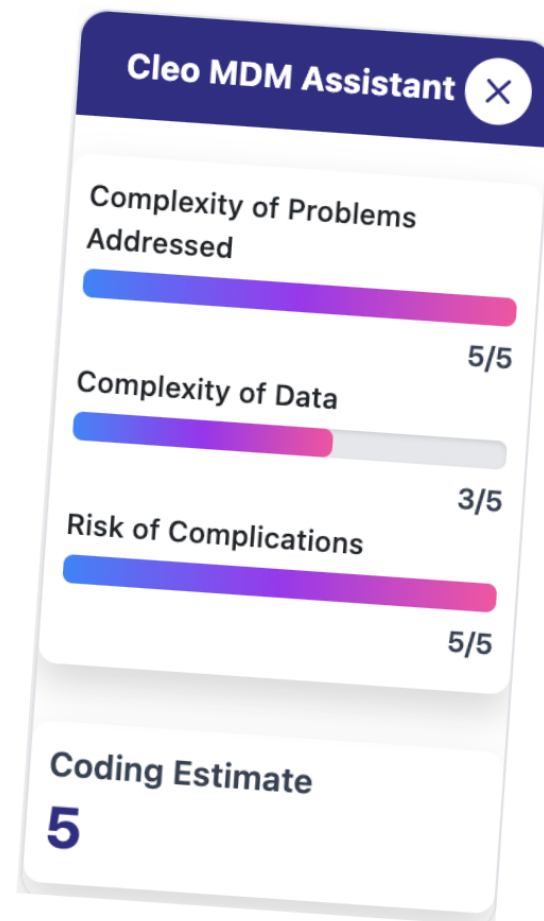 Cleo MDM Assistant
Complexity of Problems
Addressed
5/5
Complexity of Data
3/5
Risk of Complications
5/5
Coding Estimate
5